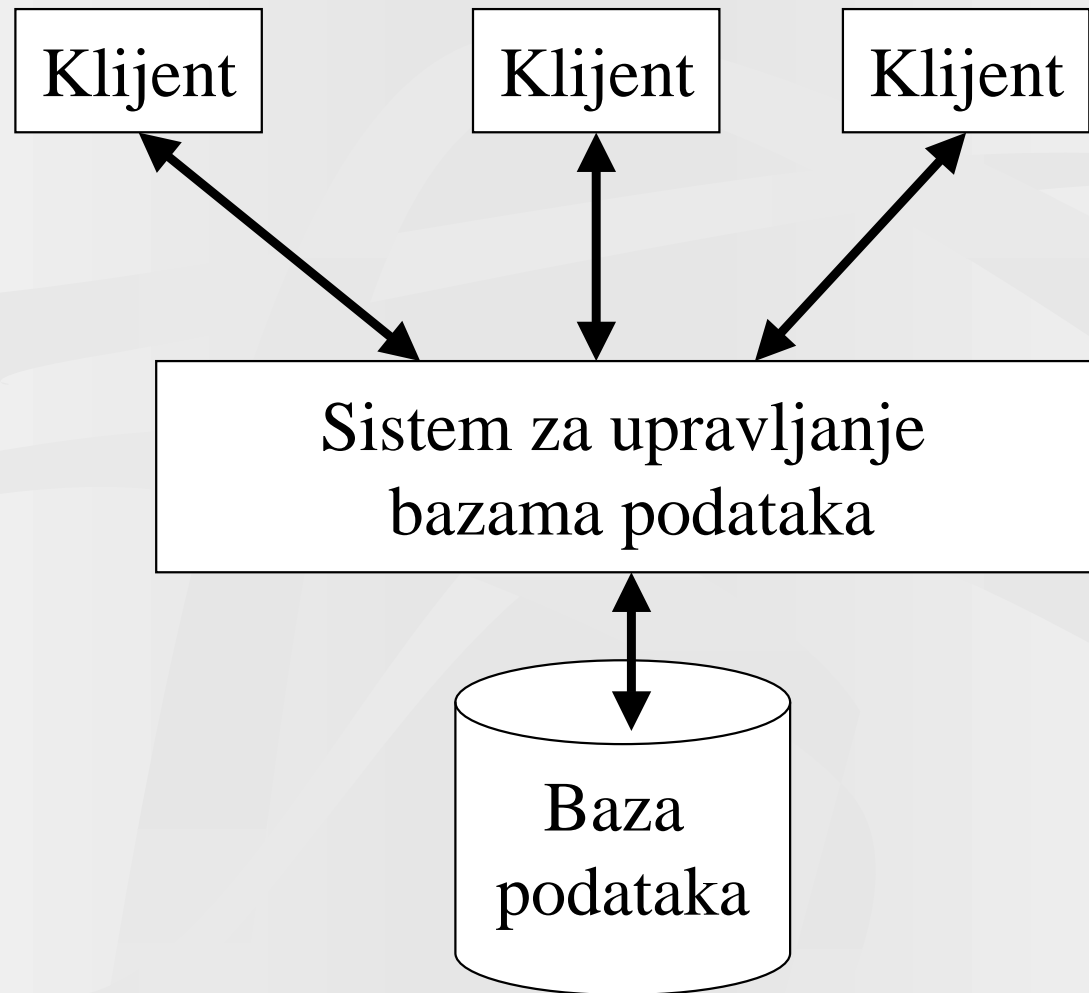 Klijent
Klijent
Klijent
Sistem za upravljanje
bazama podataka
Baza
podataka